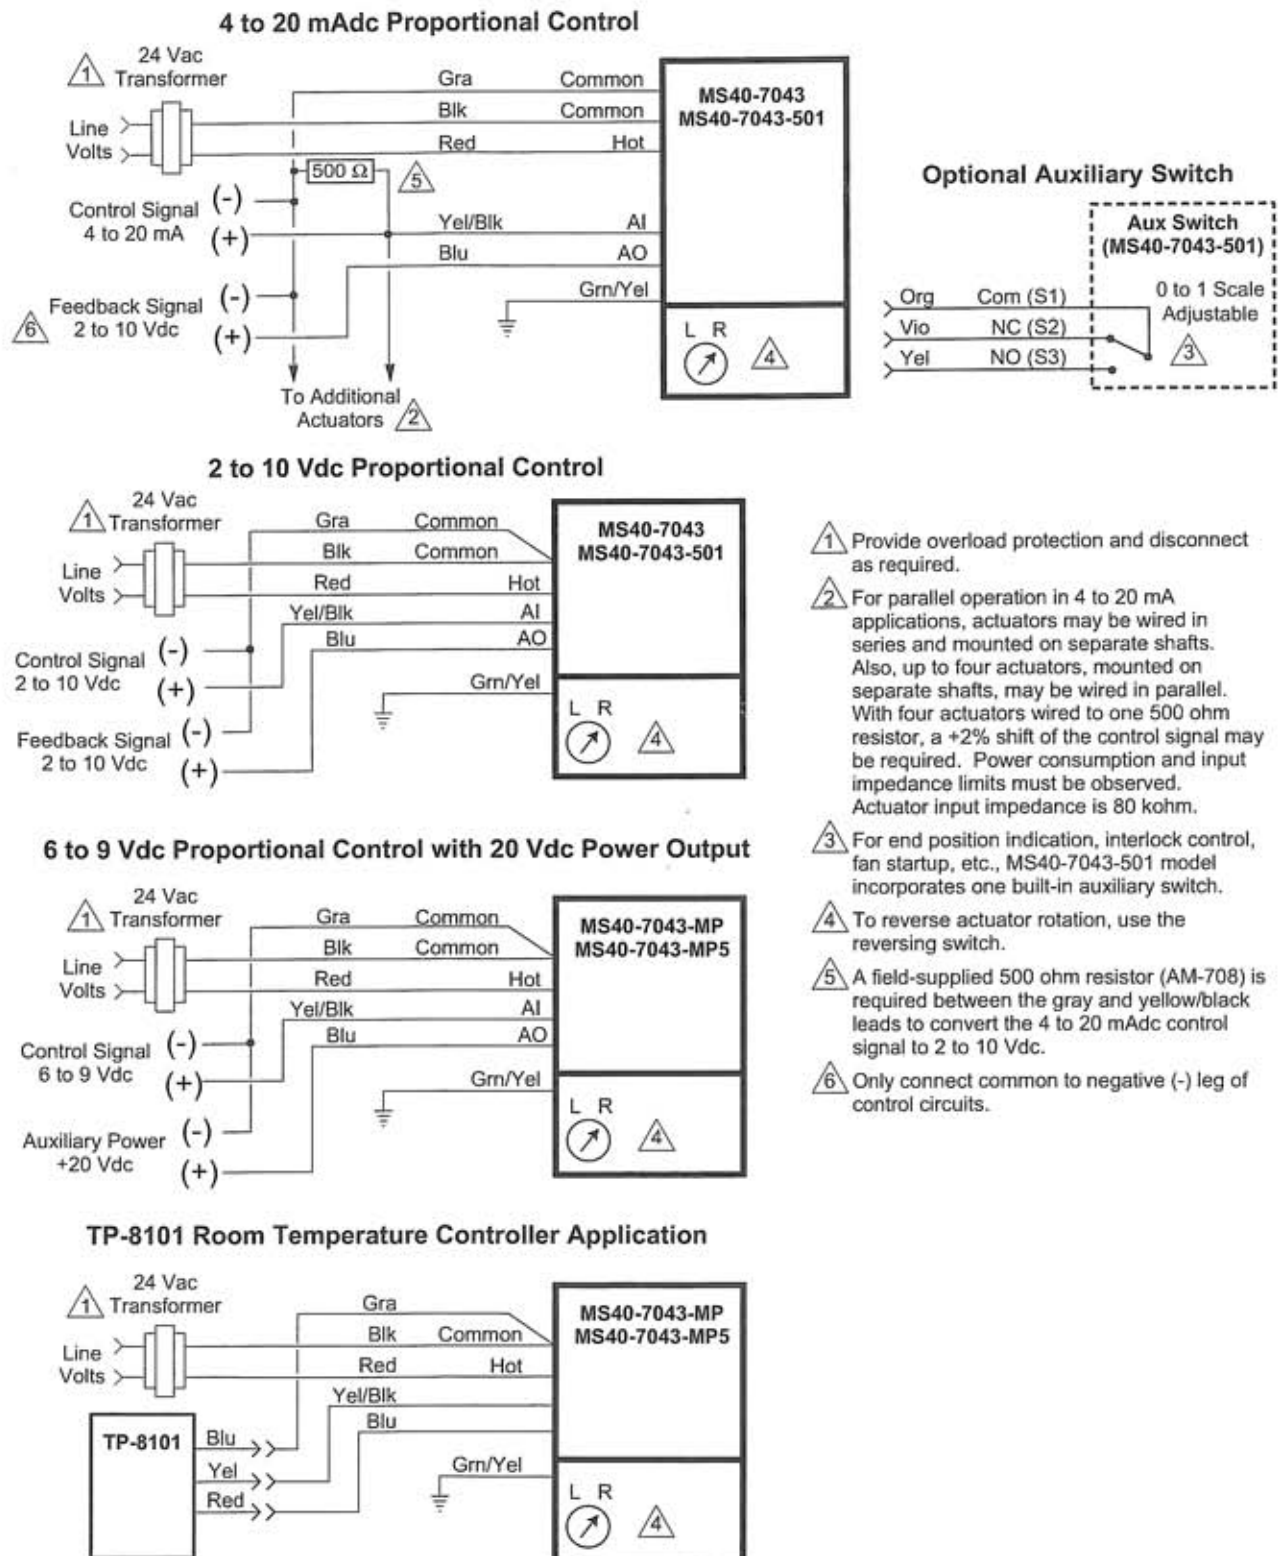 4 to 20 mAdc Proportional Control
1
24 Vac
Transformer
Line
Volts
Gra Common
Blk Common
Red Hot
500 Ω
5
Control Signal
4 to 20 mA
(-)
(+)
Yel/Blk AI
Blu AO
Feedback Signal
2 to 10 Vdc
6
(-)
(+)
Grn/Yel
To Additional
Actuators
2
MS40-7043
MS40-7043-501
L R
4
Optional Auxiliary Switch
Aux Switch
(MS40-7043-501)
0 to 1 Scale
Adjustable
3
Org Com (S1)
Vio NC (S2)
Yel NO (S3)
2 to 10 Vdc Proportional Control
1
24 Vac
Transformer
Line
Volts
Gra Common
Blk Common
Red Hot
Yel/Blk AI
Blu AO
Control Signal
2 to 10 Vdc
(-)
(+)
Feedback Signal
2 to 10 Vdc
(-)
(+)
Grn/Yel
MS40-7043
MS40-7043-501
L R
4
6 to 9 Vdc Proportional Control with 20 Vdc Power Output
1
24 Vac
Transformer
Line
Volts
Gra Common
Blk Common
Red Hot
Yel/Blk AI
Blu AO
Control Signal
6 to 9 Vdc
(-)
(+)
Auxiliary Power
+20 Vdc
(-)
(+)
Grn/Yel
MS40-7043-MP
MS40-7043-MP5
L R
4
TP-8101 Room Temperature Controller Application
1
24 Vac
Transformer
Line
Volts
Gra
Blk Common
Red Hot
Yel/Blk
Blu
TP-8101
Blu
Yel
Red
Grn/Yel
MS40-7043-MP
MS40-7043-MP5
L R
4
1 Provide overload protection and disconnect
as required.
2 For parallel operation in 4 to 20 mA
applications, actuators may be wired in
series and mounted on separate shafts.
Also, up to four actuators, mounted on
separate shafts, may be wired in parallel.
With four actuators wired to one 500 ohm
resistor, a +2% shift of the control signal may
be required. Power consumption and input
impedance limits must be observed.
Actuator input impedance is 80 kohm.
3 For end position indication, interlock control,
fan startup, etc., MS40-7043-501 model
incorporates one built-in auxiliary switch.
4 To reverse actuator rotation, use the
reversing switch.
5 A field-supplied 500 ohm resistor (AM-708) is
required between the gray and yellow/black
leads to convert the 4 to 20 mAdc control
signal to 2 to 10 Vdc.
6 Only connect common to negative (-) leg of
control circuits.